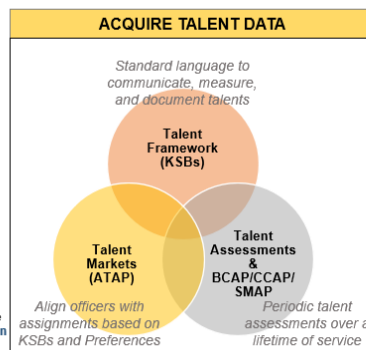 ACQUIRE TALENT DATA
Standard language to
communicate, measure,
and document talents
Talent
Framework
(KSBs)
Talent
Markets
(ATAP)
Talent
Assessments
&
BCAP/CCAP/
SMAP
Align officers with
assignments based on
KSBs and Preferences
Periodic talent
assessments over a
lifetime of service